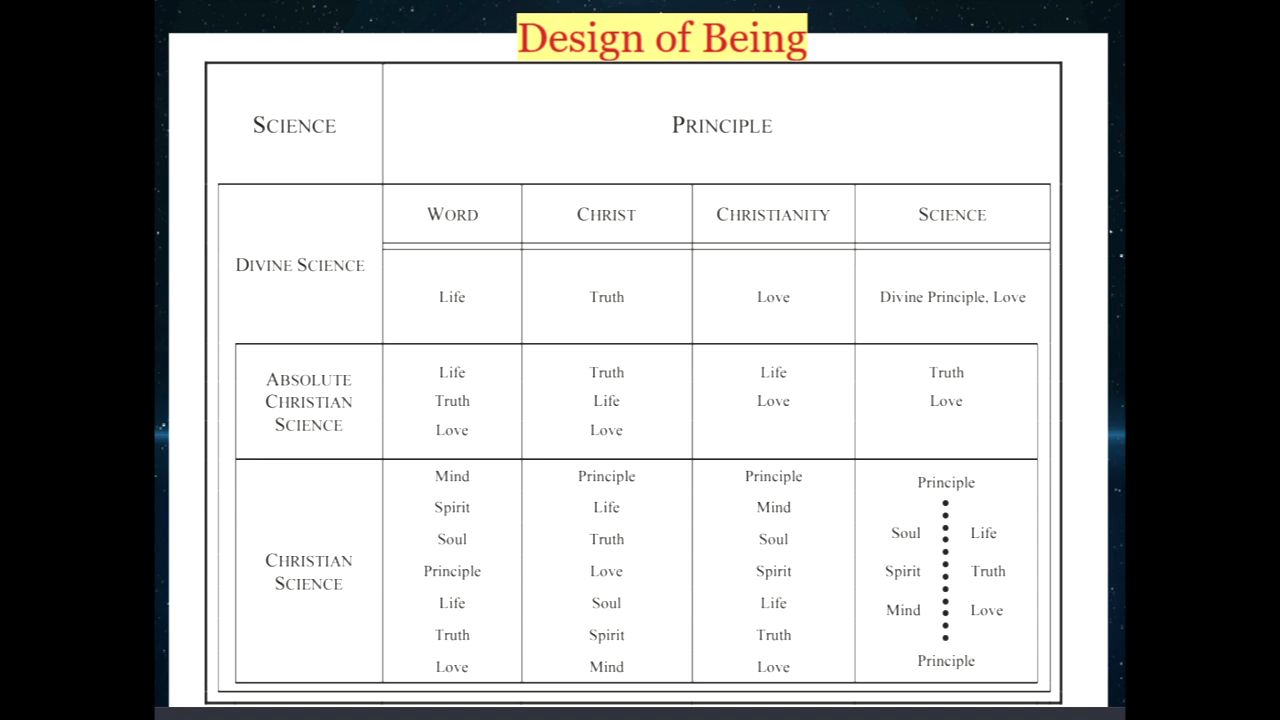 Design of Being
SCIENCE
PRINCIPLE
WORD
CHRIST
CHRISTIANITY
SCIENCE
DIVINE SCIENCE
Life
Truth
Love
Divine Principle, Love
ABSOLUTE
CHRISTIAN
SCIENCE
Life
Truth
Love
Truth
Life
Love
Life
Love
Truth
Love
CHRISTIAN
SCIENCE
Mind
Spirit
Soul
Principle
Life
Truth
Love
Principle
Life
Truth
Love
Soul
Spirit
Mind
Principle
Mind
Soul
Spirit
Life
Truth
Love
Principle
Soul Life
Spirit Truth
Mind Love
Principle